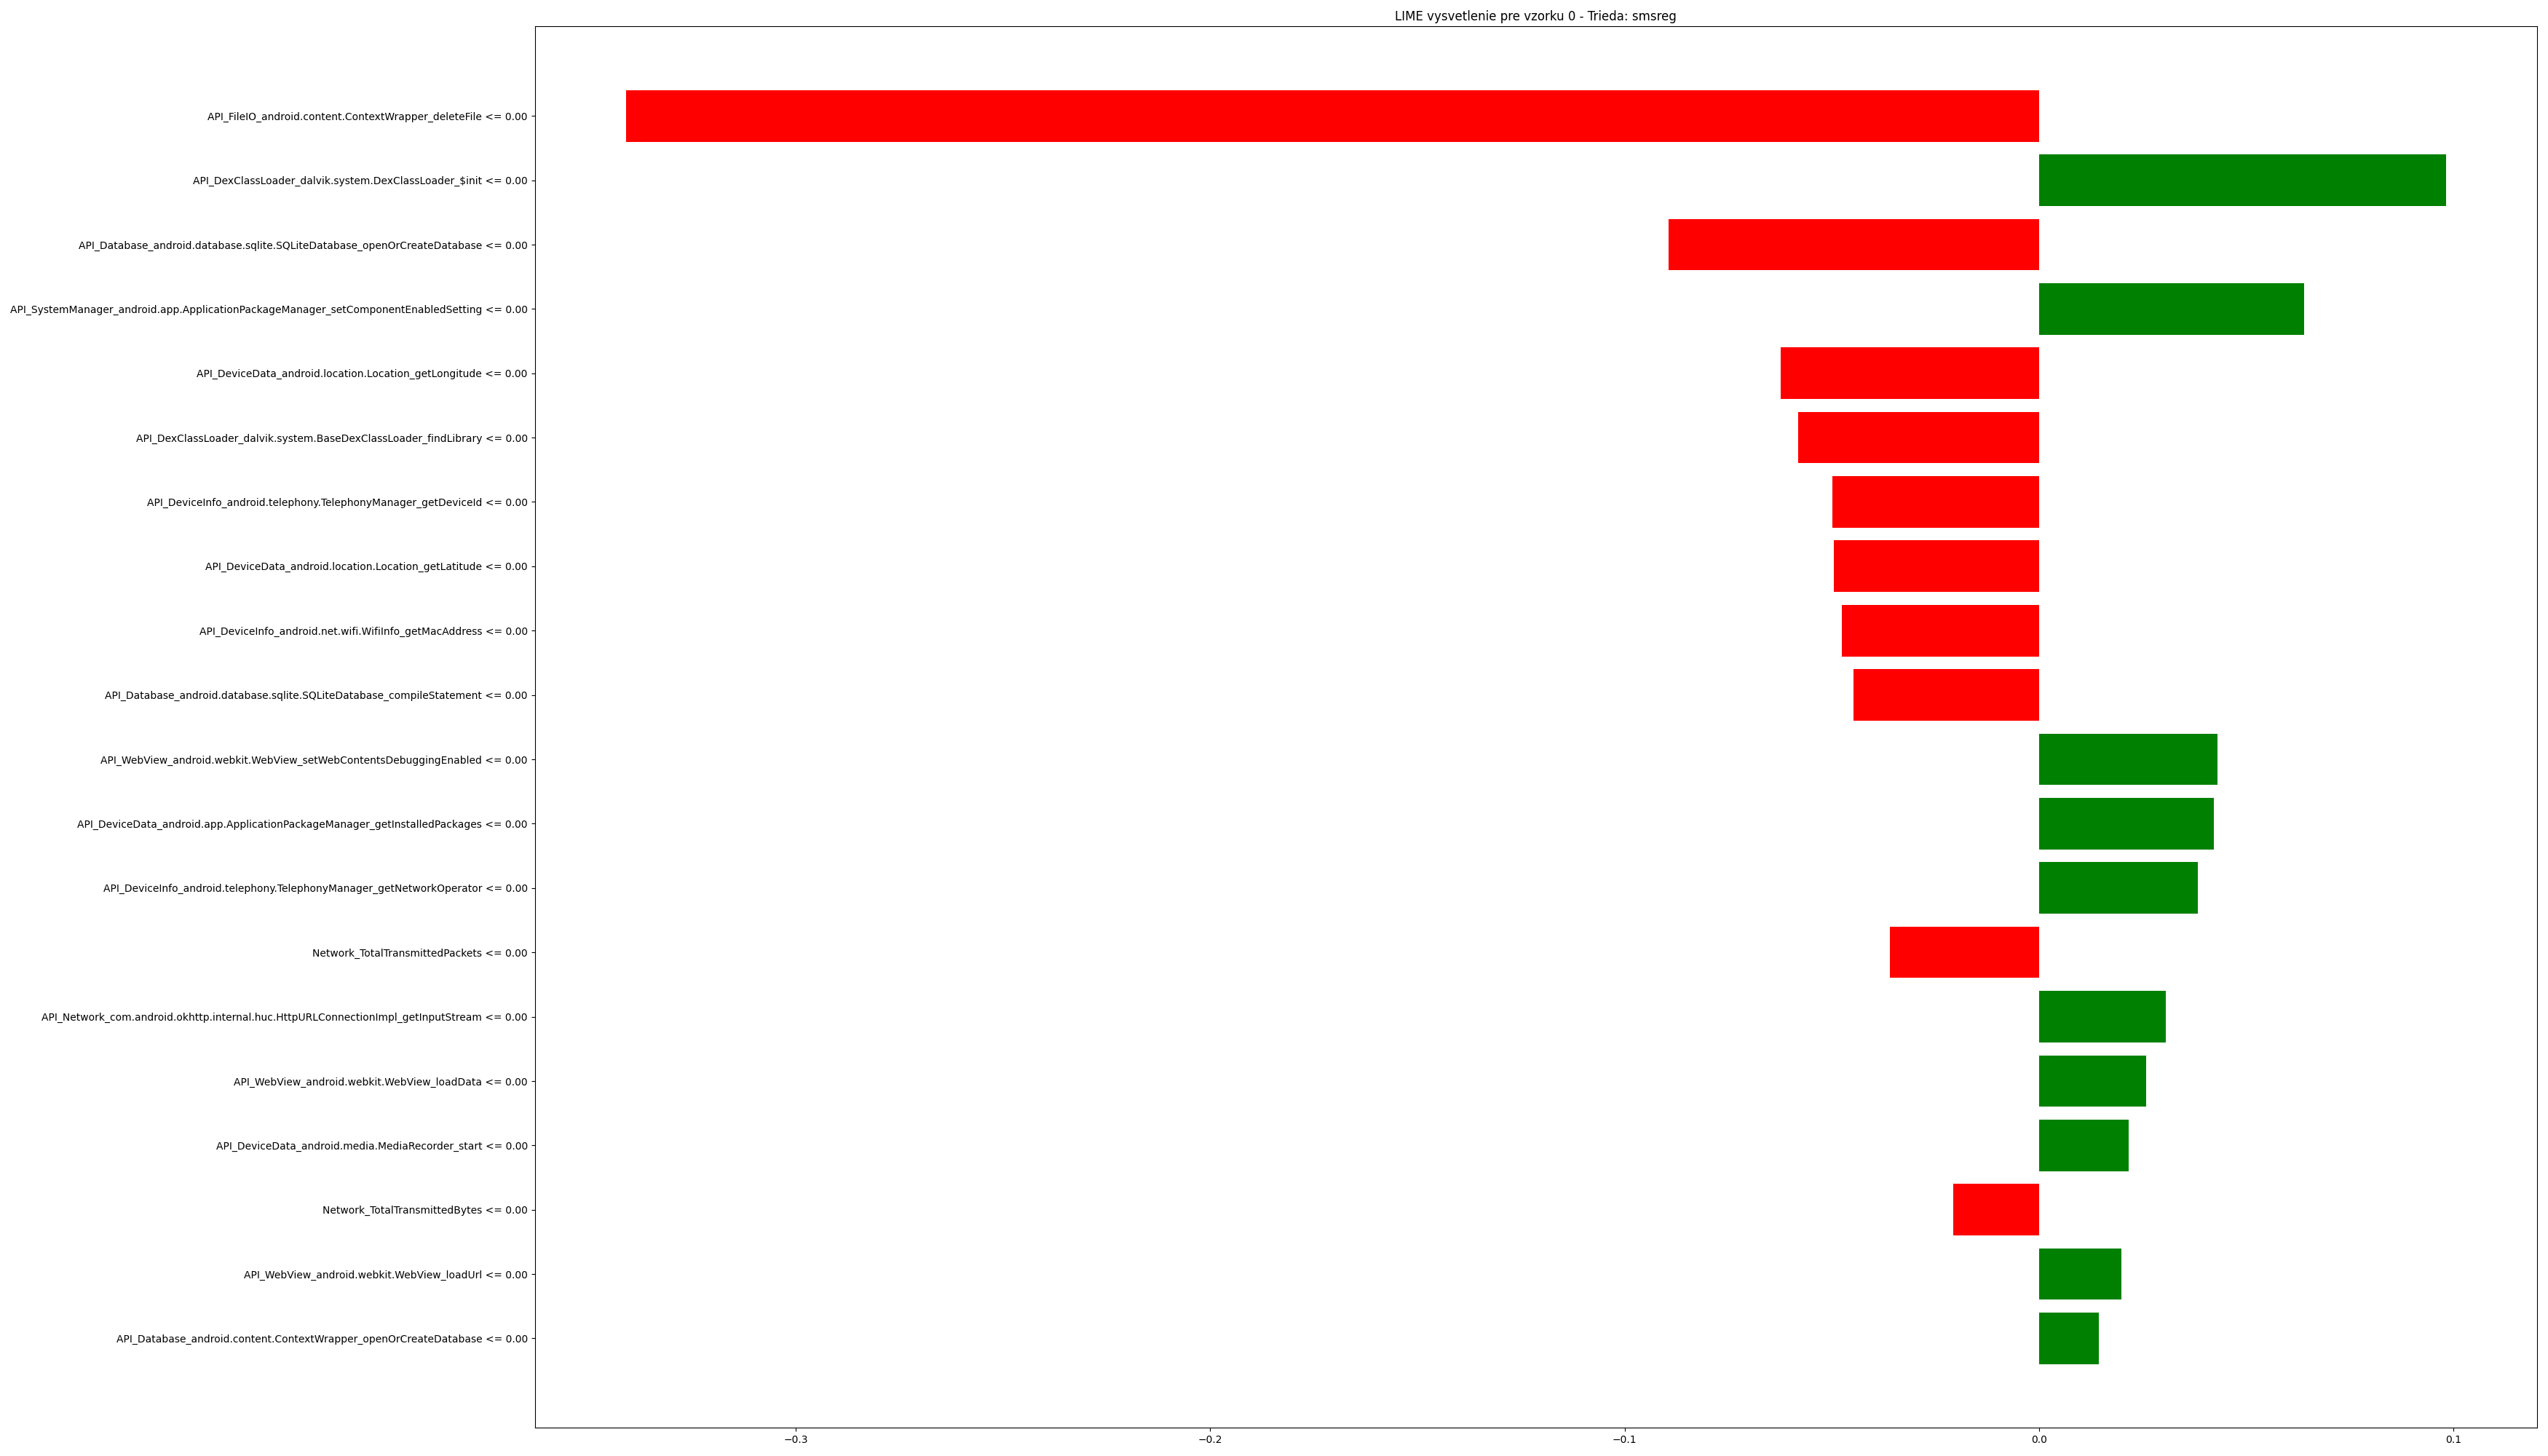 LIME vysvetlenie pre vzorku 0 - Trieda: smsreg
API_FileIO_android.content.ContextWrapper_deleteFile <= 0.00
API_DexClassLoader_dalvik.system.DexClassLoader_$init <= 0.00
API_Database_android.database.sqlite.SQLiteDatabase_openOrCreateDatabase <= 0.00
API_SystemManager_android.app.ApplicationPackageManager_setComponentEnabledSetting <= 0.00
API_DeviceData_android.location.Location_getLongitude <= 0.00
API_DexClassLoader_dalvik.system.BaseDexClassLoader_findLibrary <= 0.00
API_DeviceInfo_android.telephony.TelephonyManager_getDeviceId <= 0.00
API_DeviceData_android.location.Location_getLatitude <= 0.00
API_DeviceInfo_android.net.wifi.WifiInfo_getMacAddress <= 0.00
API_Database_android.database.sqlite.SQLiteDatabase_compileStatement <= 0.00
API_WebView_android.webkit.WebView_setWebContentsDebuggingEnabled <= 0.00
API_DeviceData_android.app.ApplicationPackageManager_getInstalledPackages <= 0.00
API_DeviceInfo_android.telephony.TelephonyManager_getNetworkOperator <= 0.00
Network_TotalTransmittedPackets <= 0.00
API_Network_com.android.okhttp.internal.huc.HttpURLConnectionImpl_getInputStream <= 0.00
API_WebView_android.webkit.WebView_loadData <= 0.00
API_DeviceData_android.media.MediaRecorder_start <= 0.00
Network_TotalTransmittedBytes <= 0.00
API_WebView_android.webkit.WebView_loadUrl <= 0.00
API_Database_android.content.ContextWrapper_openOrCreateDatabase <= 0.00
−0.3 −0.2 −0.1 0.0 0.1